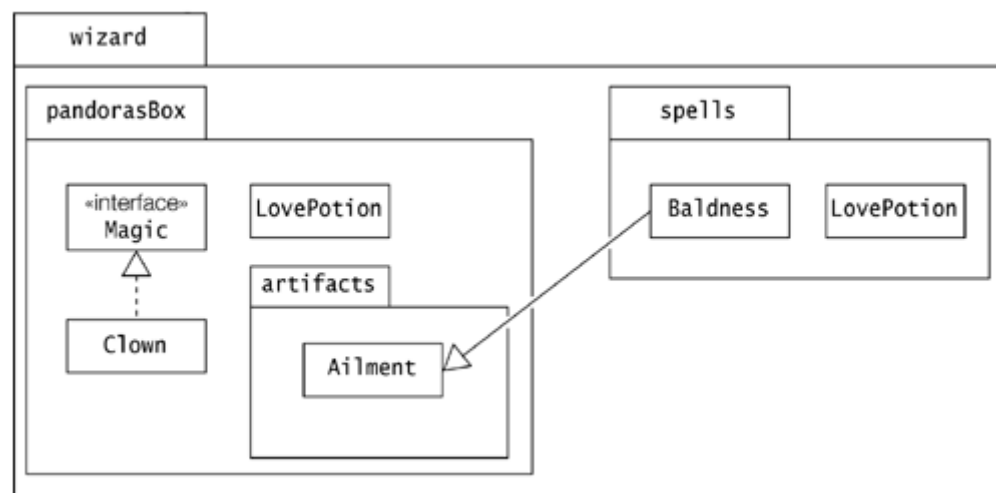 wizard
pandorasBox
spells
«interface»
Magic
LovePotion
Baldness
LovePotion
artifacts
Clown
Ailment